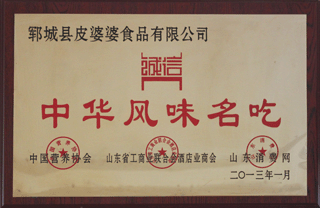 郓城县皮婆婆食品有限公司
诚信
中华风味名吃
中国营养协会 山东省工商业联合会酒店业商会 山东消费网
二〇一三年一月